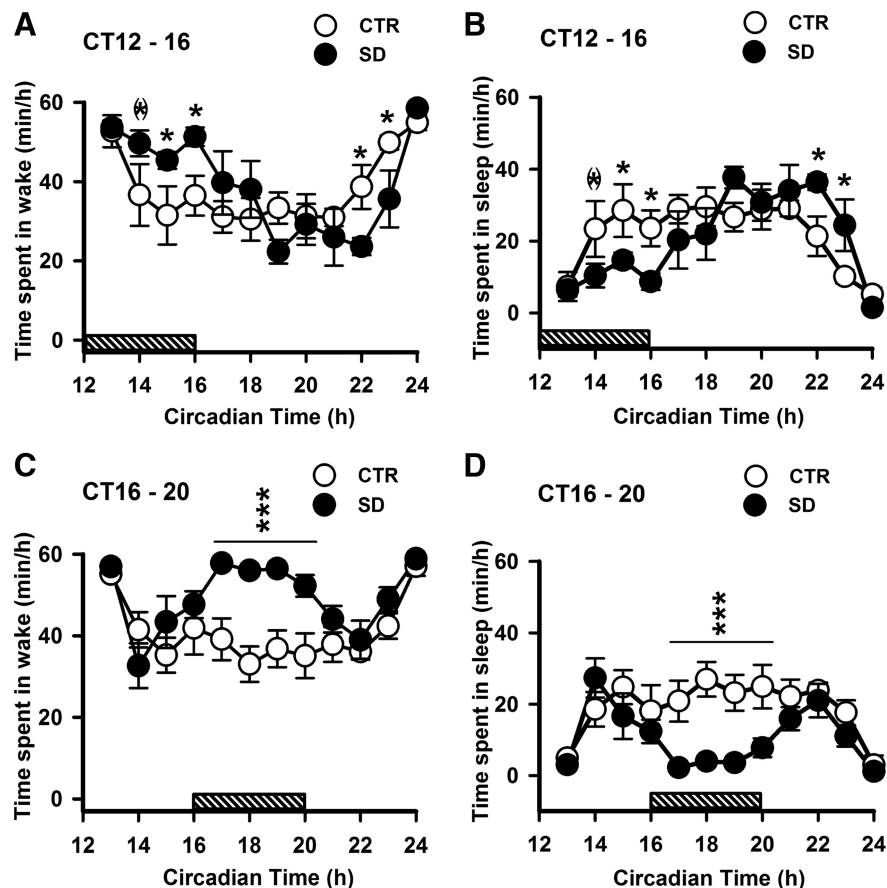 A
CT12 - 16
CTR
SD
Time spent in wake (min/h)
60
40
20
0
(*)
*
*
*
*
12 14 16 18 20 22 24
Circadian Time (h)
B
CT12 - 16
CTR
SD
Time spent in sleep (min/h)
60
40
20
0
(*)
*
*
*
*
12 14 16 18 20 22 24
Circadian Time (h)
C
CT16 - 20
CTR
SD
***
Time spent in wake (min/h)
60
40
20
0
12 14 16 18 20 22 24
Circadian Time (h)
D
CT16 - 20
CTR
SD
***
Time spent in sleep (min/h)
60
40
20
0
12 14 16 18 20 22 24
Circadian Time (h)